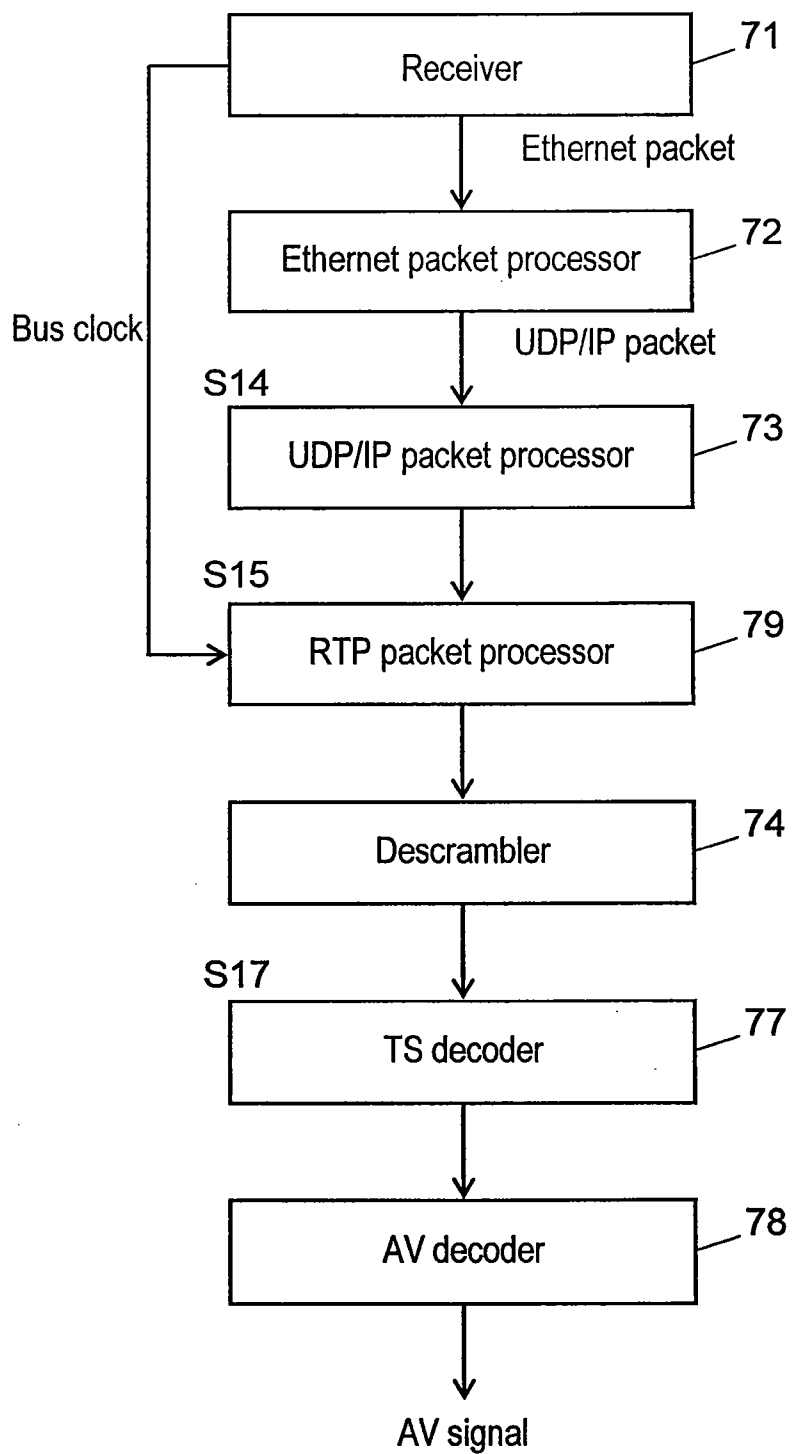 71
Receiver
Ethernet packet
72
Ethernet packet processor
Bus clock
UDP/IP packet
S14
73
UDP/IP packet processor
S15
79
RTP packet processor
74
Descrambler
S17
77
TS decoder
78
AV decoder
AV signal